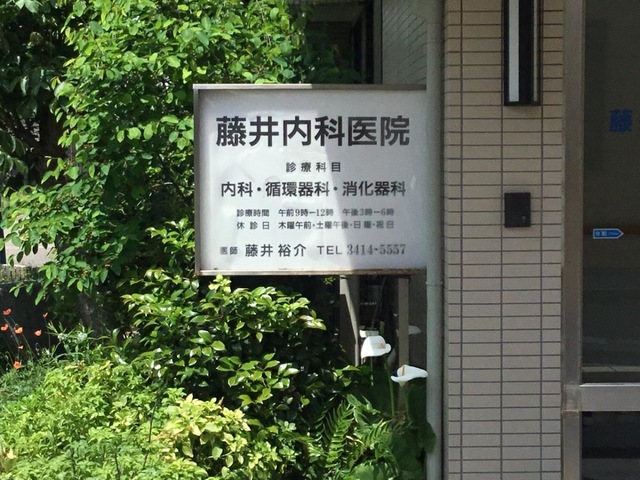 藤井内科医院
診療科目
内科・循環器科・消化器科
診療時間 午前9時－12時 午後3時－6時
休診日 木曜午前・土曜午後・日曜・祝日
医師 藤井裕介 TEL 3414-5557
藤